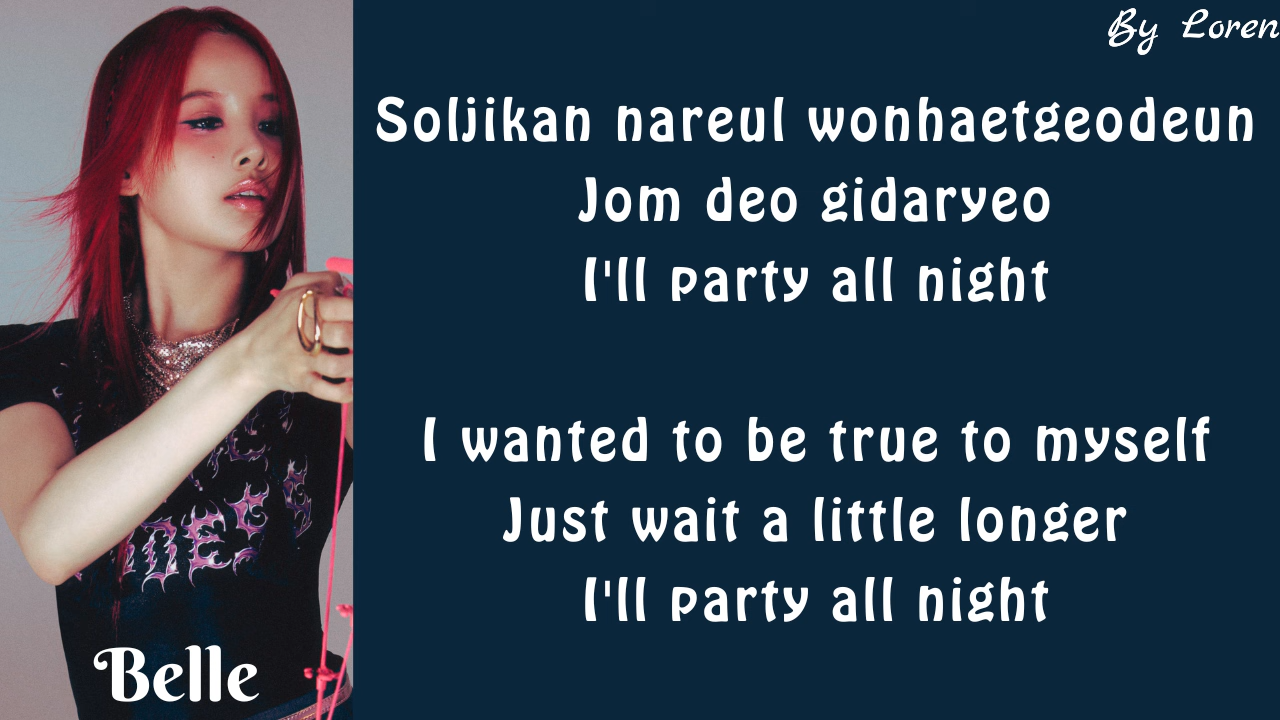 By Loren
Soljikan nareul wonhaetgeodeun
Jom deo gidaryeo
I'll party all night
I wanted to be true to myself
Just wait a little longer
I'll party all night
Belle